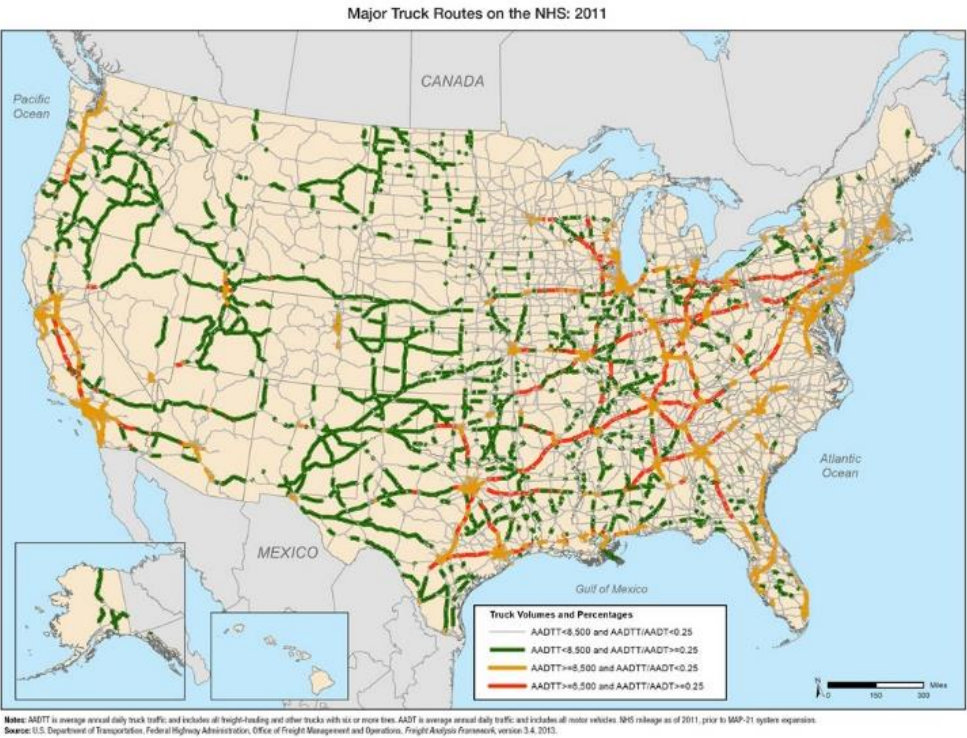 Major Truck Routes on the NHS: 2011
CANADA
Pacific
Ocean
Atlantic
Ocean
MEXICO
Gulf of Mexico
Truck Volumes and Percentages
AADTT<8,500 and AADTT/AADT<0.25
AADTT<8,500 and AADTT/AADT>=0.25
AADTT>=8,500 and AADTT/AADT<0.25
AADTT>=8,500 and AADTT/AADT>=0.25
N
0 150 300 Miles
Notes: AADTT is average annual daily truck traffic and includes all freight-hauling and other trucks with six or more tires. AADT is average annual daily traffic and includes all motor vehicles. NHS mileage as of 2011, prior to MAP-21 system expansion.
Source: U.S. Department of Transportation, Federal Highway Administration, Office of Freight Management and Operations, Freight Analysis Framework, version 3.4, 2013.